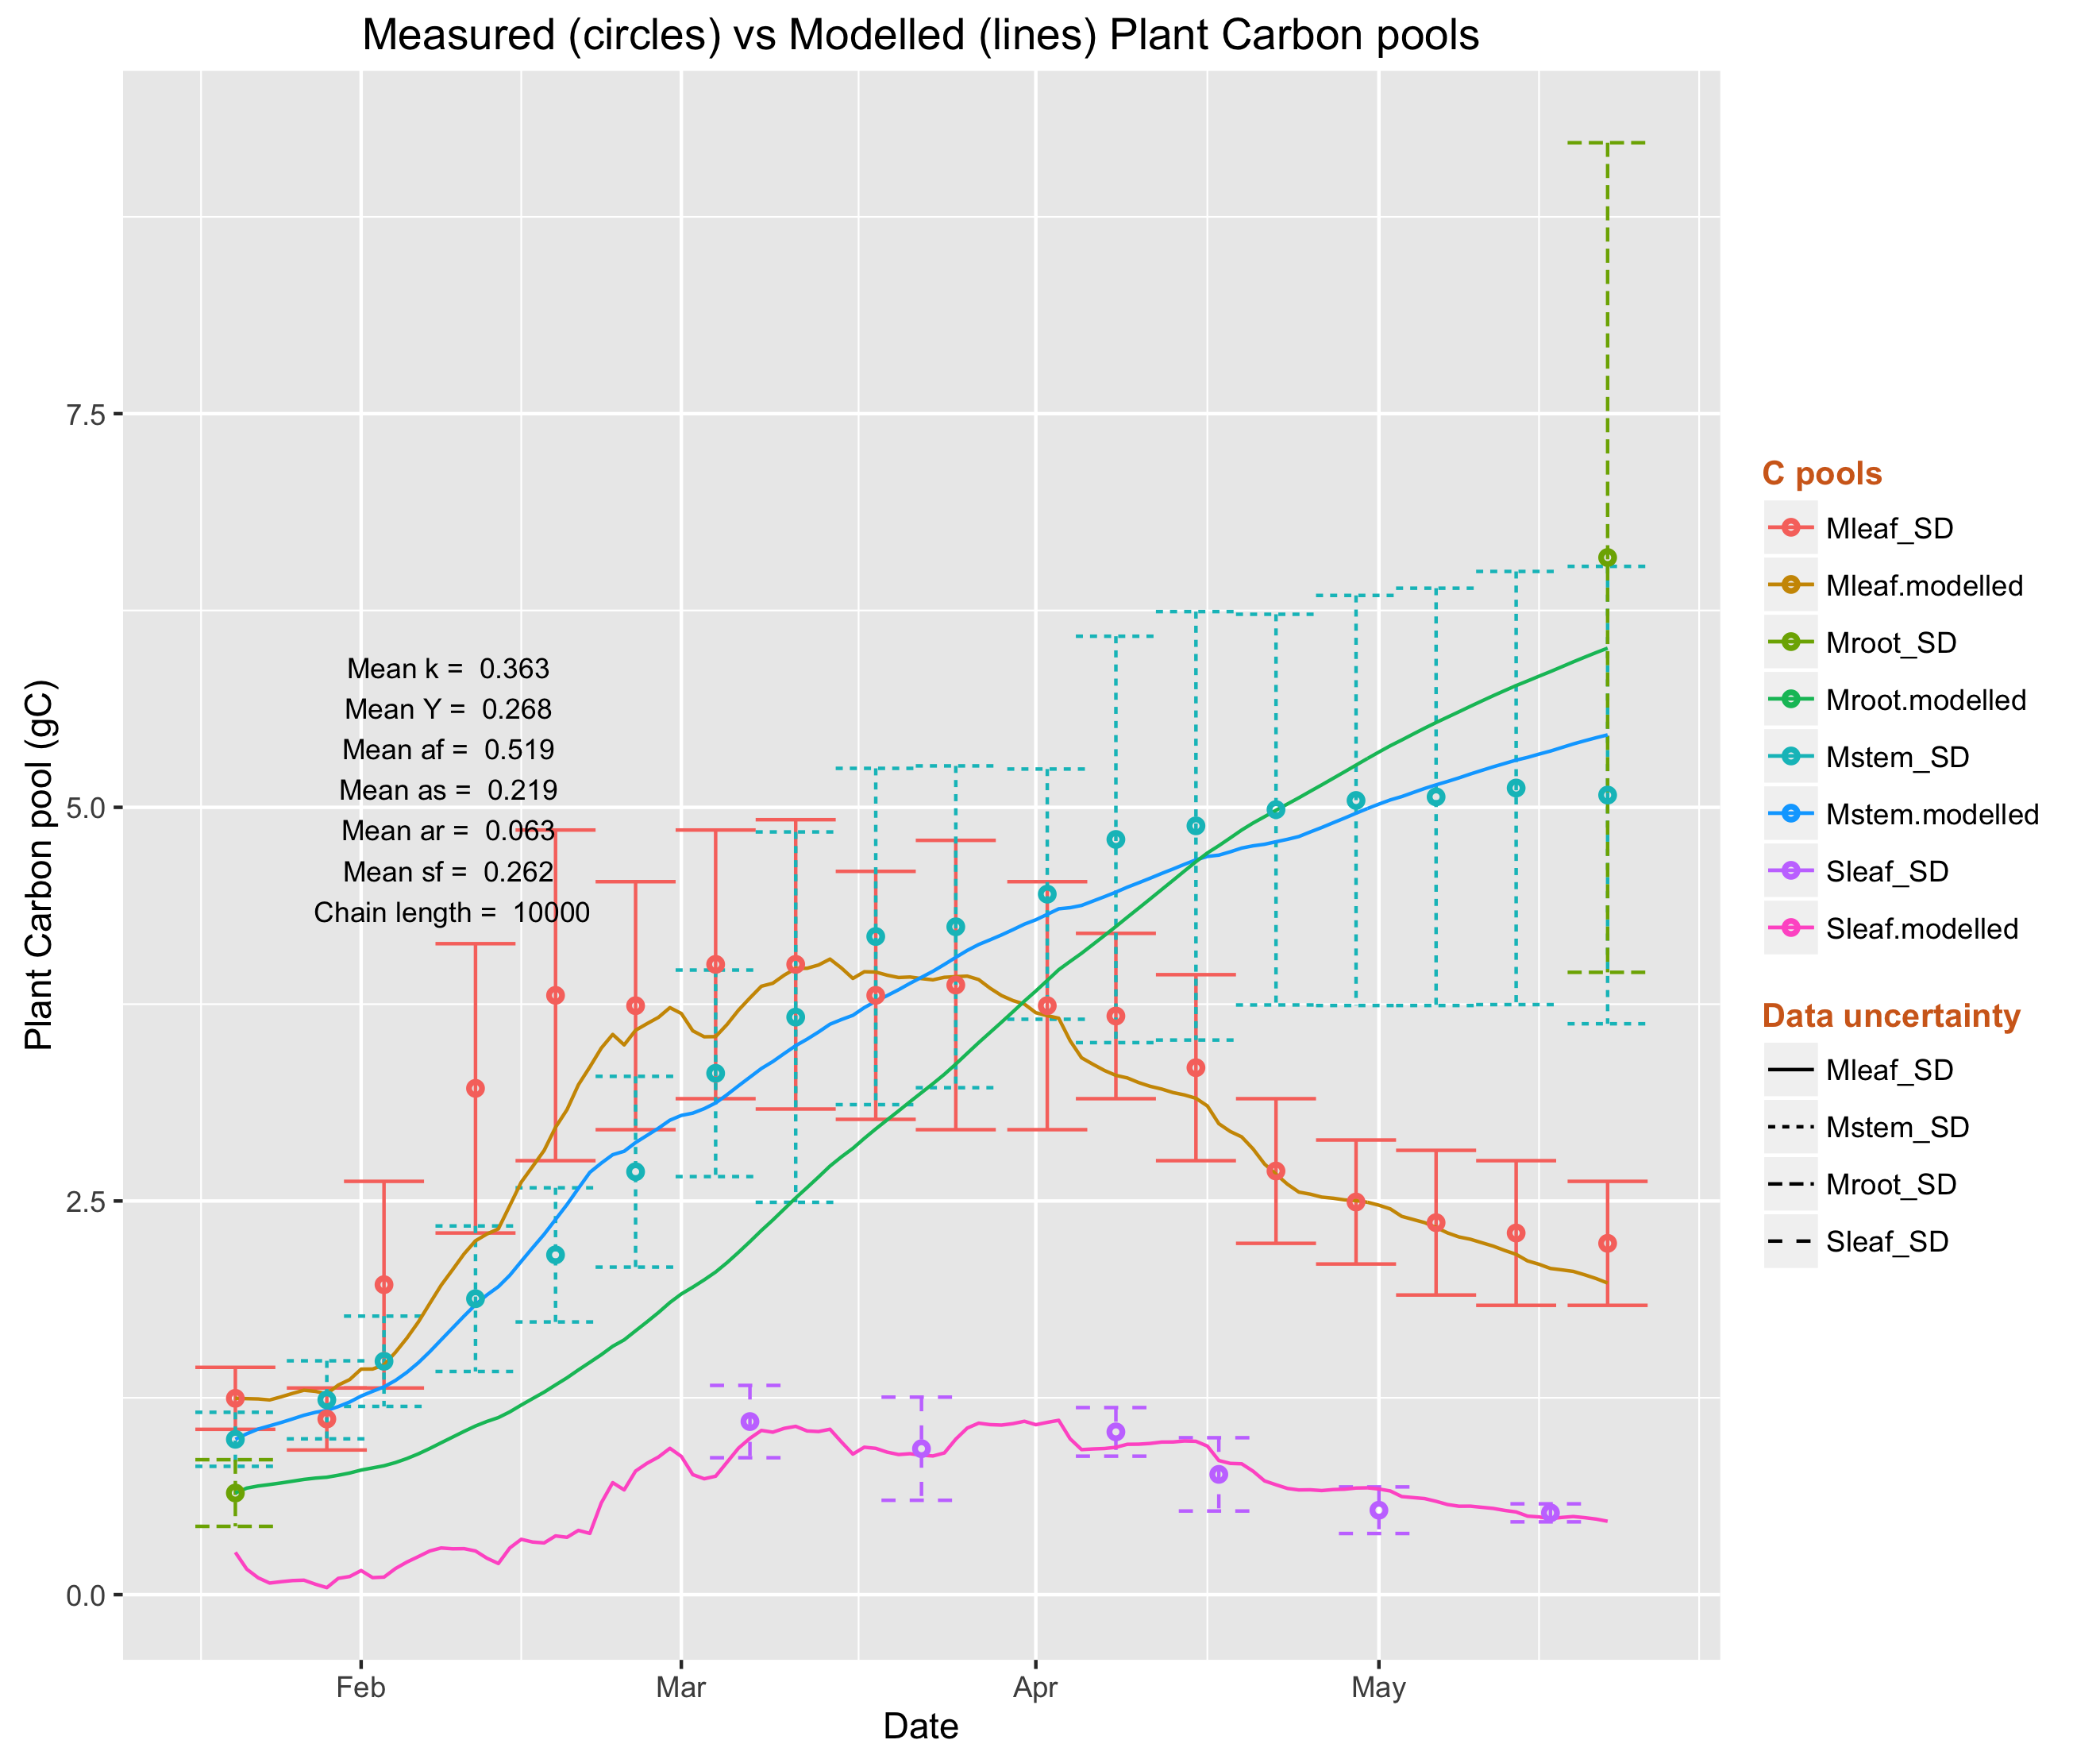 Measured (circles) vs Modelled (lines) Plant Carbon pools
Plant Carbon pool (gC)
7.5
5.0
2.5
0.0
Mean k = 0.363
Mean Y = 0.268
Mean af = 0.519
Mean as = 0.219
Mean ar = 0.063
Mean sf = 0.262
Chain length = 10000
Feb
Mar
Apr
May
Date
C pools
Mleaf_SD
Mleaf.modelled
Mroot_SD
Mroot.modelled
Mstem_SD
Mstem.modelled
Sleaf_SD
Sleaf.modelled
Data uncertainty
Mleaf_SD
Mstem_SD
Mroot_SD
Sleaf_SD